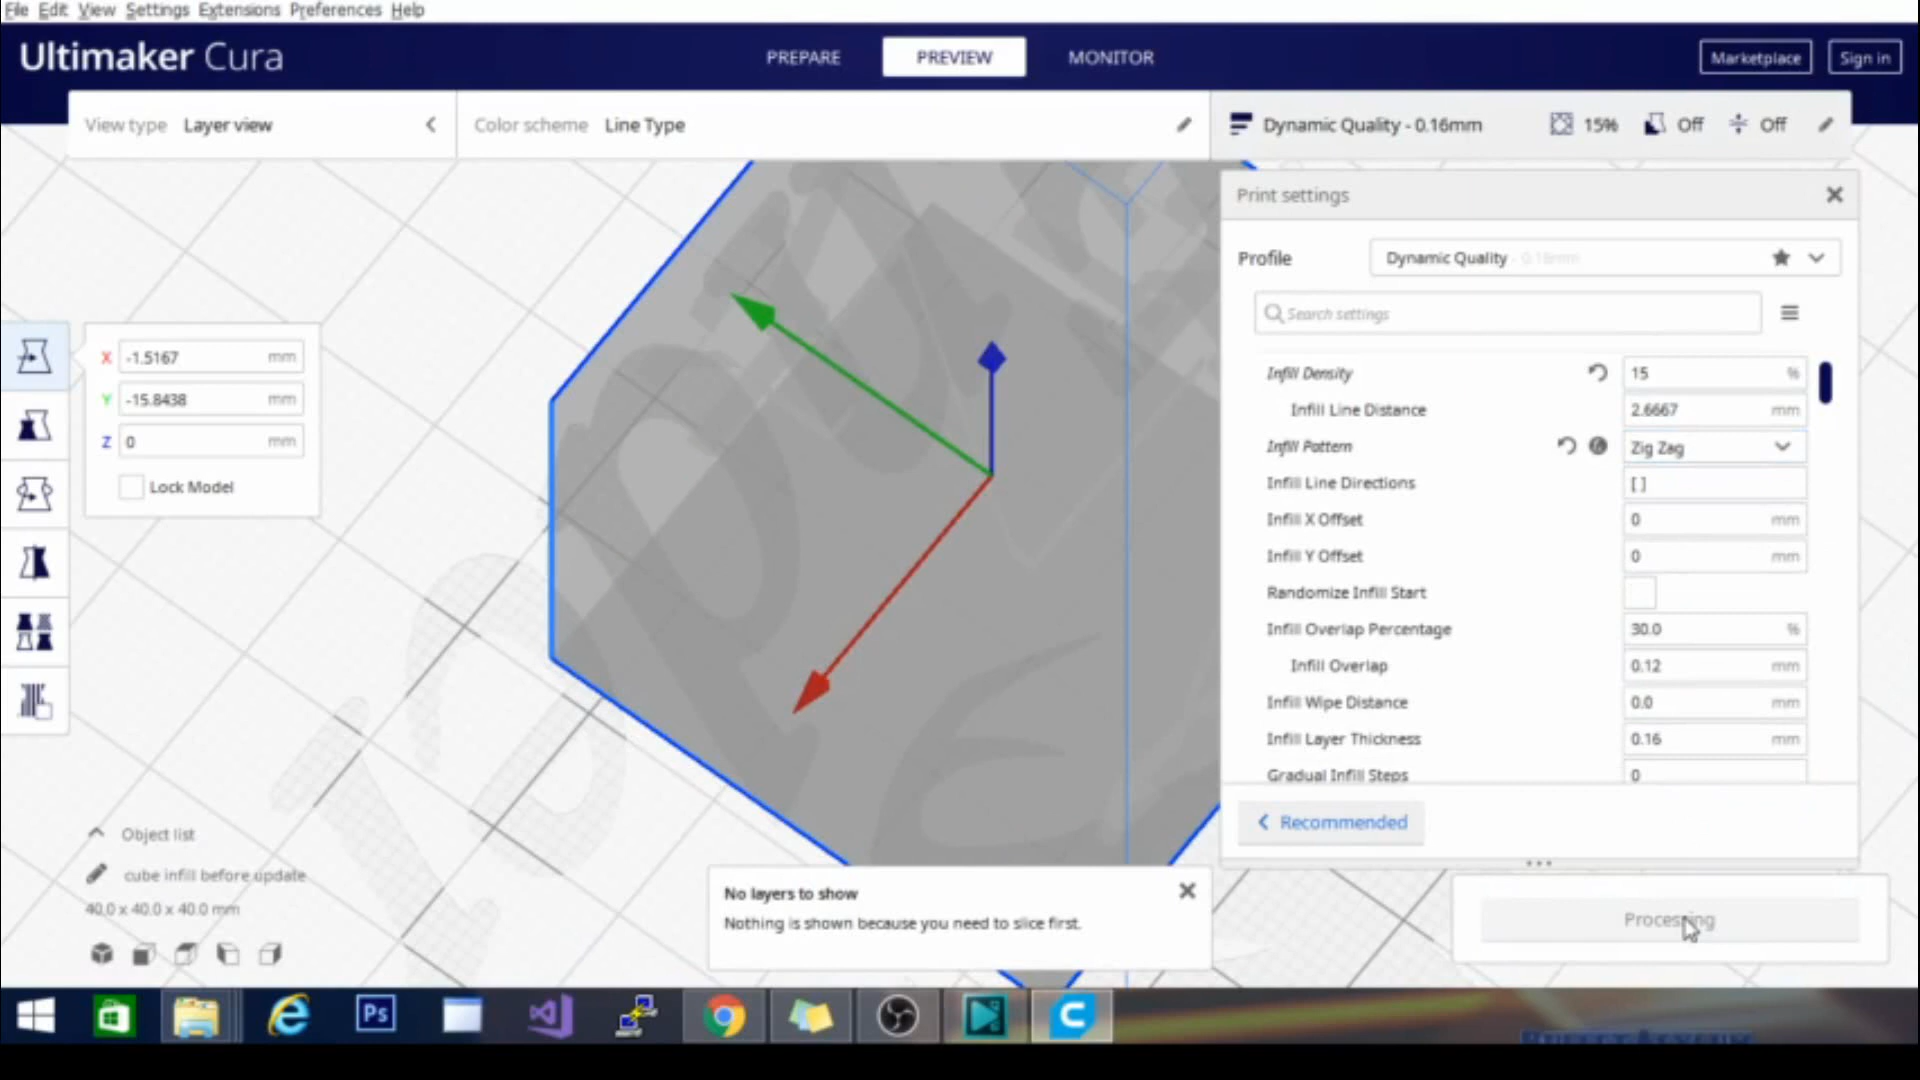 File Edit View Settings Extensions Preferences Help
Ultimaker Cura
PREPARE PREVIEW MONITOR
Marketplace Sign in
View type Layer view
Color scheme Line Type
Dynamic Quality - 0.16mm 15% Off Off
Print settings
Profile Dynamic Quality - 0.16mm
Search settings
Infill Density 15 %
Infill Line Distance 2.6667 mm
Infill Pattern Zig Zag
Infill Line Directions [ ]
Infill X Offset 0 mm
Infill Y Offset 0 mm
Randomize Infill Start
Infill Overlap Percentage 30.0 %
Infill Overlap 0.12 mm
Infill Wipe Distance 0.0 mm
Infill Layer Thickness 0.16 mm
Gradual Infill Steps 0
Recommended
X -1.5167 mm
Y -15.8438 mm
Z 0 mm
Lock Model
Object list
cube infill before update
40.0 x 40.0 x 40.0 mm
No layers to show
Nothing is shown because you need to slice first.
Processing
Ps